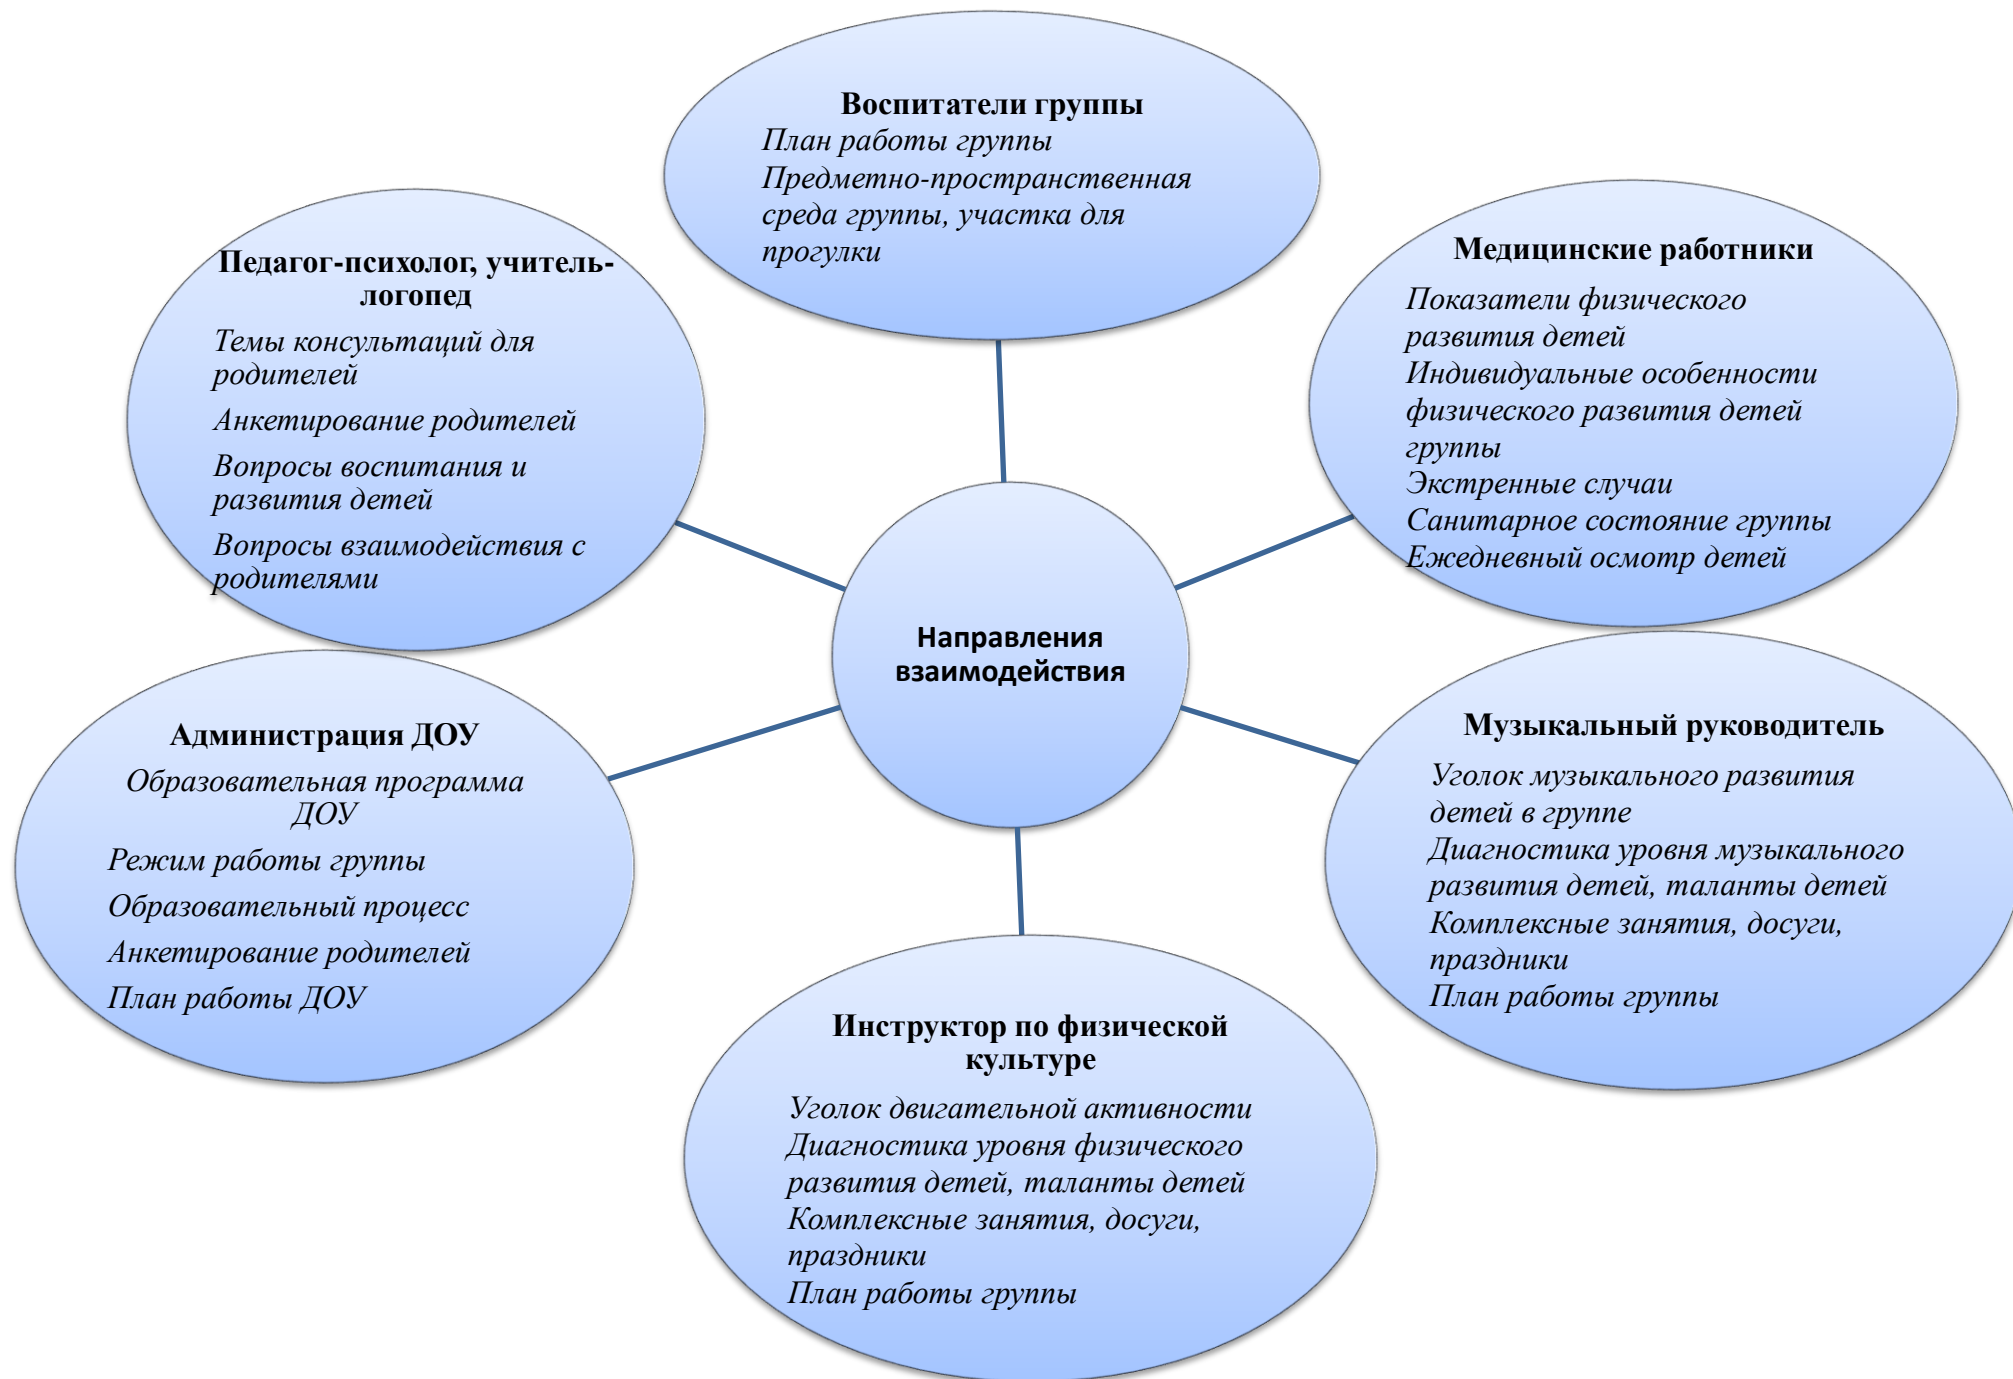 Воспитатели группы
План работы группы
Предметно-пространственная
среда группы, участка для
прогулки
Педагог-психолог, учитель-
логопед
Темы консультаций для
родителей
Анкетирование родителей
Вопросы воспитания и
развития детей
Вопросы взаимодействия с
родителями
Медицинские работники
Показатели физического
развития детей
Индивидуальные особенности
физического развития детей
группы
Экстренные случаи
Санитарное состояние группы
Ежедневный осмотр детей
Направления
взаимодействия
Администрация ДОУ
Образовательная программа
ДОУ
Режим работы группы
Образовательный процесс
Анкетирование родителей
План работы ДОУ
Музыкальный руководитель
Уголок музыкального развития
детей в группе
Диагностика уровня музыкального
развития детей, таланты детей
Комплексные занятия, досуги,
праздники
План работы группы
Инструктор по физической
культуре
Уголок двигательной активности
Диагностика уровня физического
развития детей, таланты детей
Комплексные занятия, досуги,
праздники
План работы группы